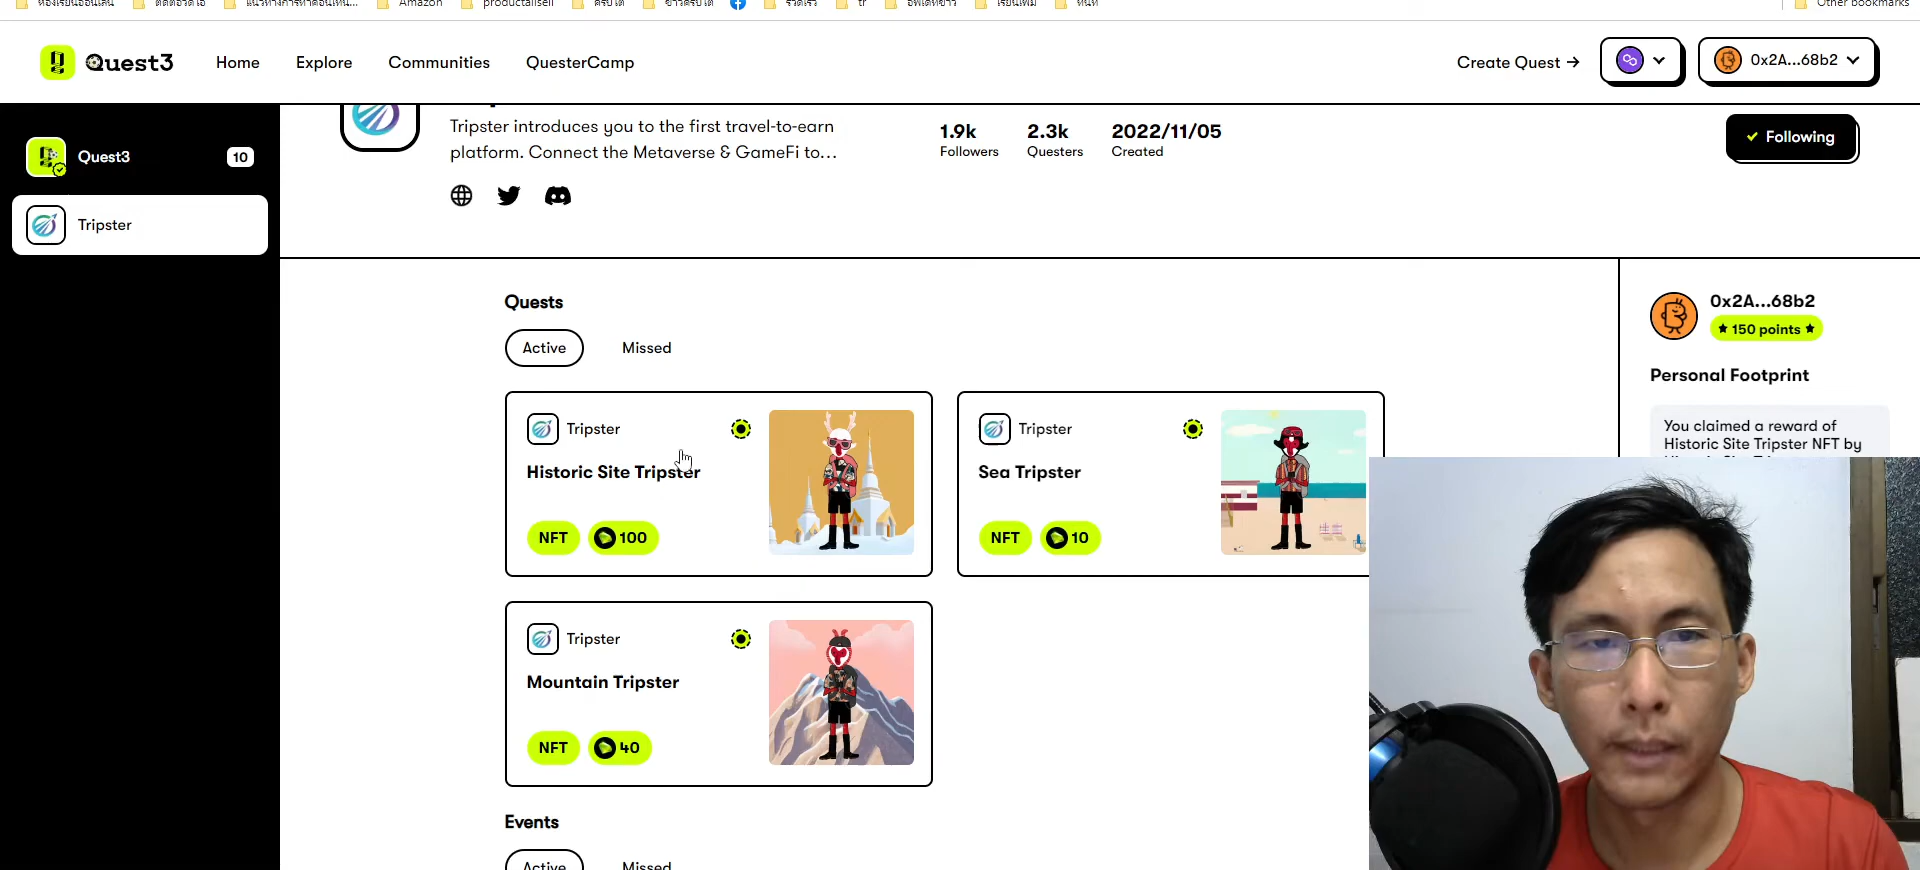 Amazon
productallsell
tr
Other bookmarks
Quest3
Home
Explore
Communities
QuesterCamp
Create Quest →
0x2A...68b2
Quest3
10
Tripster
Tripster introduces you to the first travel-to-earn
platform. Connect the Metaverse & GameFi to...
1.9k
Followers
2.3k
Questers
2022/11/05
Created
Following
Quests
Active
Missed
Tripster
Historic Site Tripster
NFT
100
Tripster
Sea Tripster
NFT
10
Tripster
Mountain Tripster
NFT
40
Events
Active
Missed
0x2A...68b2
★ 150 points ★
Personal Footprint
You claimed a reward of
Historic Site Tripster NFT by